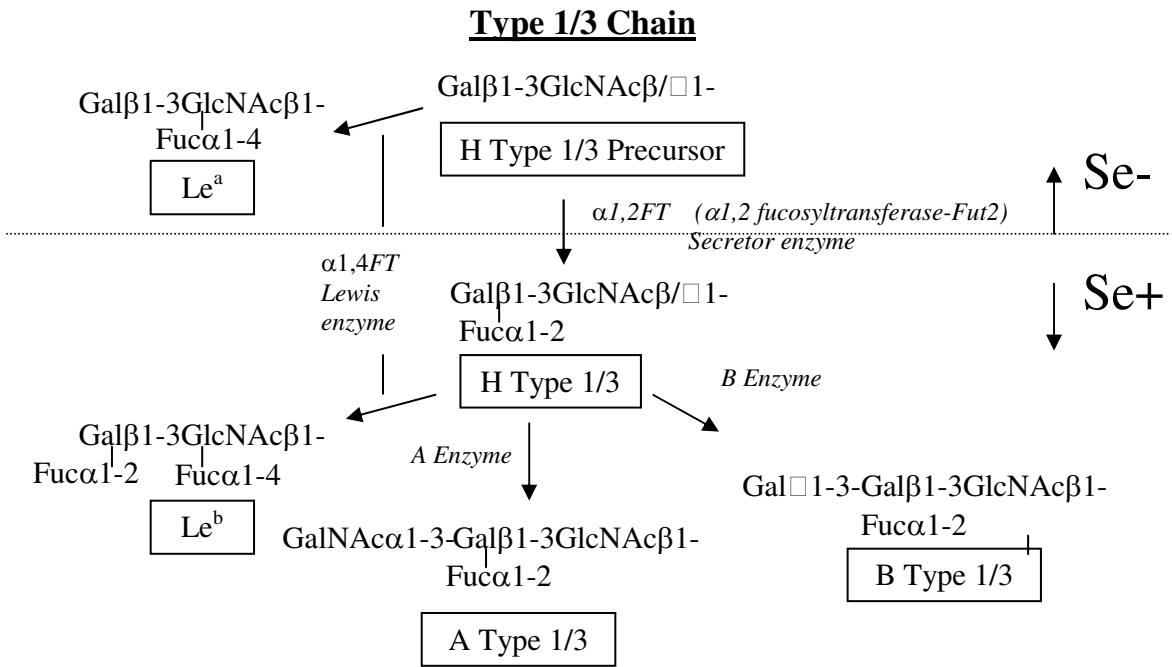 Type 1/3 Chain
Galβ1-3GlcNAcβ1-
Fucα1-4
Le^a
Galβ1-3GlcNAcβ/□1-
H Type 1/3 Precursor
Se-
α1,2FT (α1,2 fucosyltransferase-Fut2)
Secretor enzyme
α1,4FT
Lewis
enzyme
Galβ1-3GlcNAcβ/□1-
Fucα1-2
H Type 1/3
Se+
B Enzyme
A Enzyme
Galβ1-3GlcNAcβ1-
Fucα1-2 Fucα1-4
Le^b
GalNAcα1-3-Galβ1-3GlcNAcβ1-
Fucα1-2
A Type 1/3
Gal□1-3-Galβ1-3GlcNAcβ1-
Fucα1-2
B Type 1/3